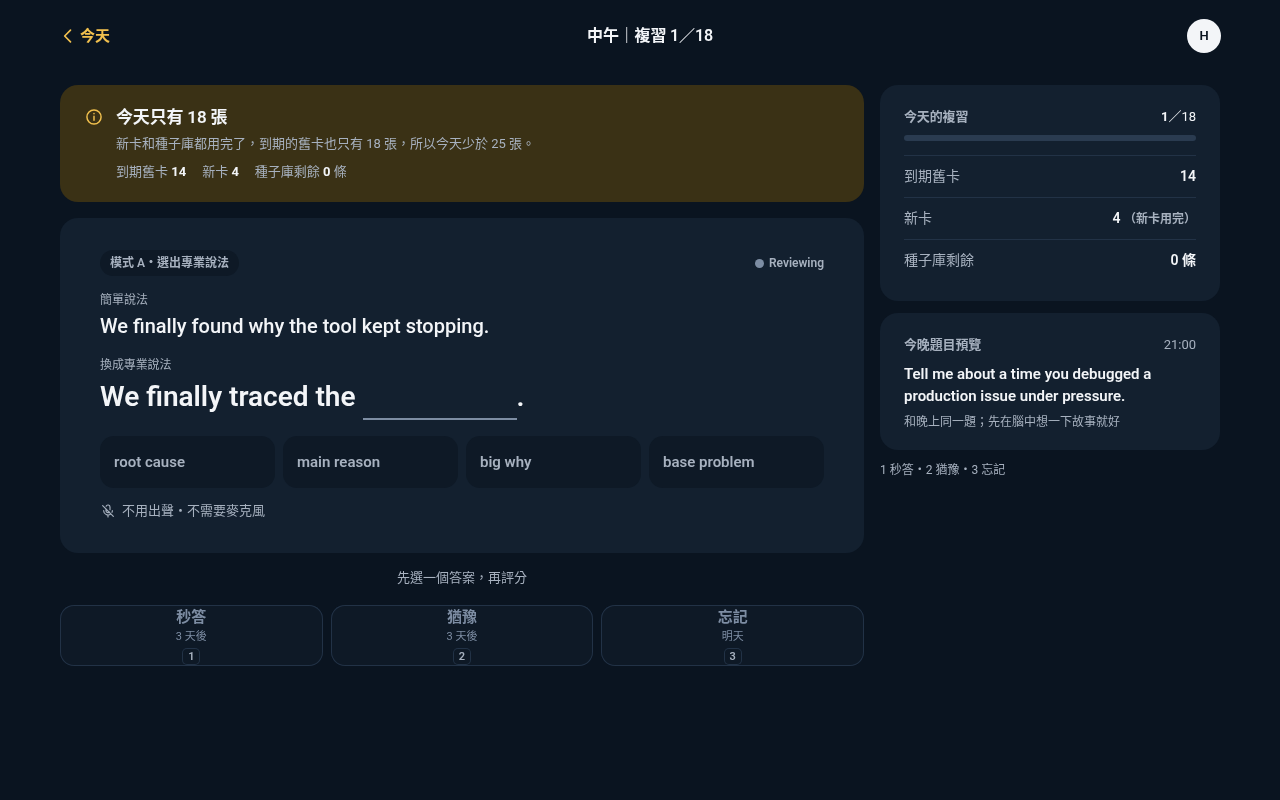 今天
中午｜複習 1／18
H
今天只有 18 張
新卡和種子庫都用完了，到期的舊卡也只有 18 張，所以今天少於 25 張。
到期舊卡 14 新卡 4 種子庫剩餘 0 條
模式 A・選出專業說法
Reviewing
簡單說法
We finally found why the tool kept stopping.
換成專業說法
We finally traced the ________.
root cause
main reason
big why
base problem
不用出聲・不需要麥克風
先選一個答案，再評分
秒答
3 天後
1
猶豫
3 天後
2
忘記
明天
3
今天的複習 1／18
到期舊卡 14
新卡 4（新卡用完）
種子庫剩餘 0 條
今晚題目預覽 21:00
Tell me about a time you debugged a
production issue under pressure.
和晚上同一題；先在腦中想一下故事就好
1 秒答・2 猶豫・3 忘記